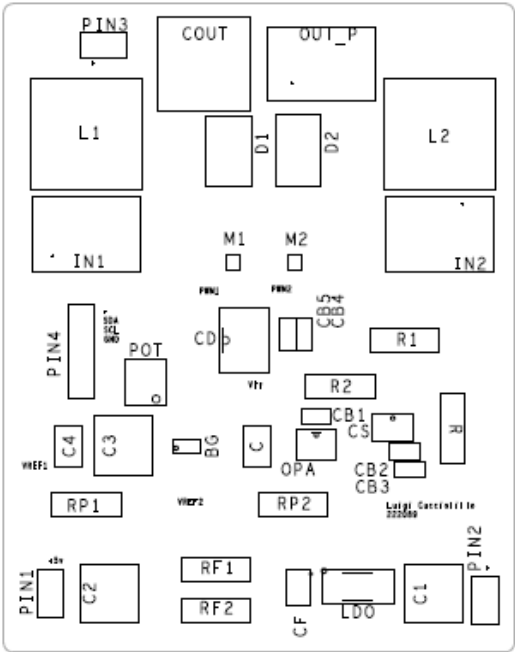 PIN3
COUT
OUT_P
L1
D1
D2
L2
IN1
M1
M2
IN2
PWM1
PWM2
PIN4
SDA
SCL
GND
POT
CD
CB5
CB4
R1
Vtr
R2
CB1
CS
R
C4
C3
BG
C
OPA
CB2
CB3
VREF1
VREF2
RP1
RP2
222089
PIN2
+5v
PIN1
C2
RF1
RF2
CF
LDO
C1